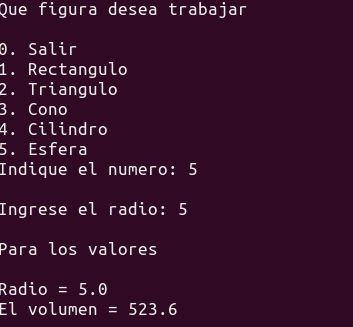 Que figura desea trabajar
0. Salir
1. Rectangulo
2. Triangulo
3. Cono
4. Cilindro
5. Esfera
Indique el numero: 5
Ingrese el radio: 5
Para los valores
Radio = 5.0
El volumen = 523.6